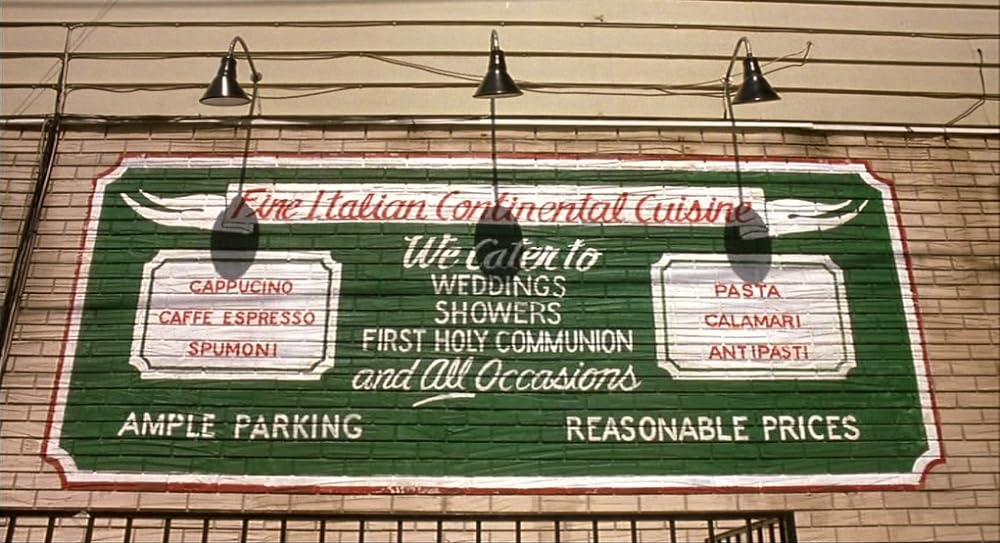 Fine Italian Continental Cuisine
We Cater to
WEDDINGS
SHOWERS
FIRST HOLY COMMUNION
and All Occasions
CAPPUCINO
CAFFE ESPRESSO
SPUMONI
PASTA
CALAMARI
ANTIPASTI
AMPLE PARKING
REASONABLE PRICES